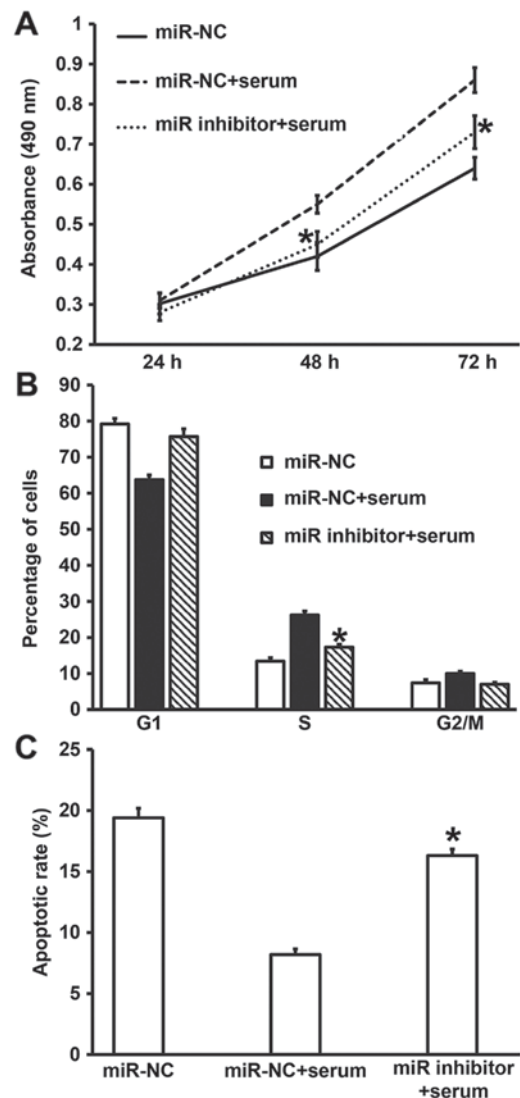 A
1
0.9
0.8
0.7
0.6
0.5
0.4
0.3
0.2
Absorbance (490 nm)
miR-NC
miR-NC+serum
miR inhibitor+serum
*
*
24 h 48 h 72 h
B
90
80
70
60
50
40
30
20
10
0
Percentage of cells
miR-NC
miR-NC+serum
miR inhibitor+serum
*
G1 S G2/M
C
25
20
15
10
5
0
Apoptotic rate (%)
*
miR-NC miR-NC+serum miR inhibitor
+serum